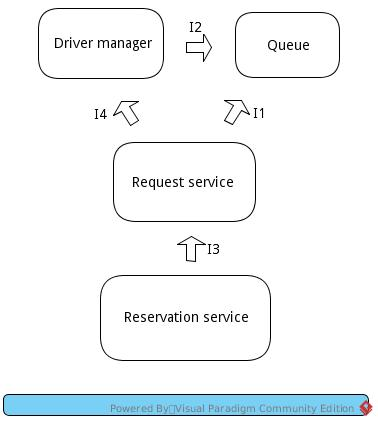 I2
Driver manager
Queue
I4
I1
Request service
I3
Reservation service
Powered By Visual Paradigm Community Edition